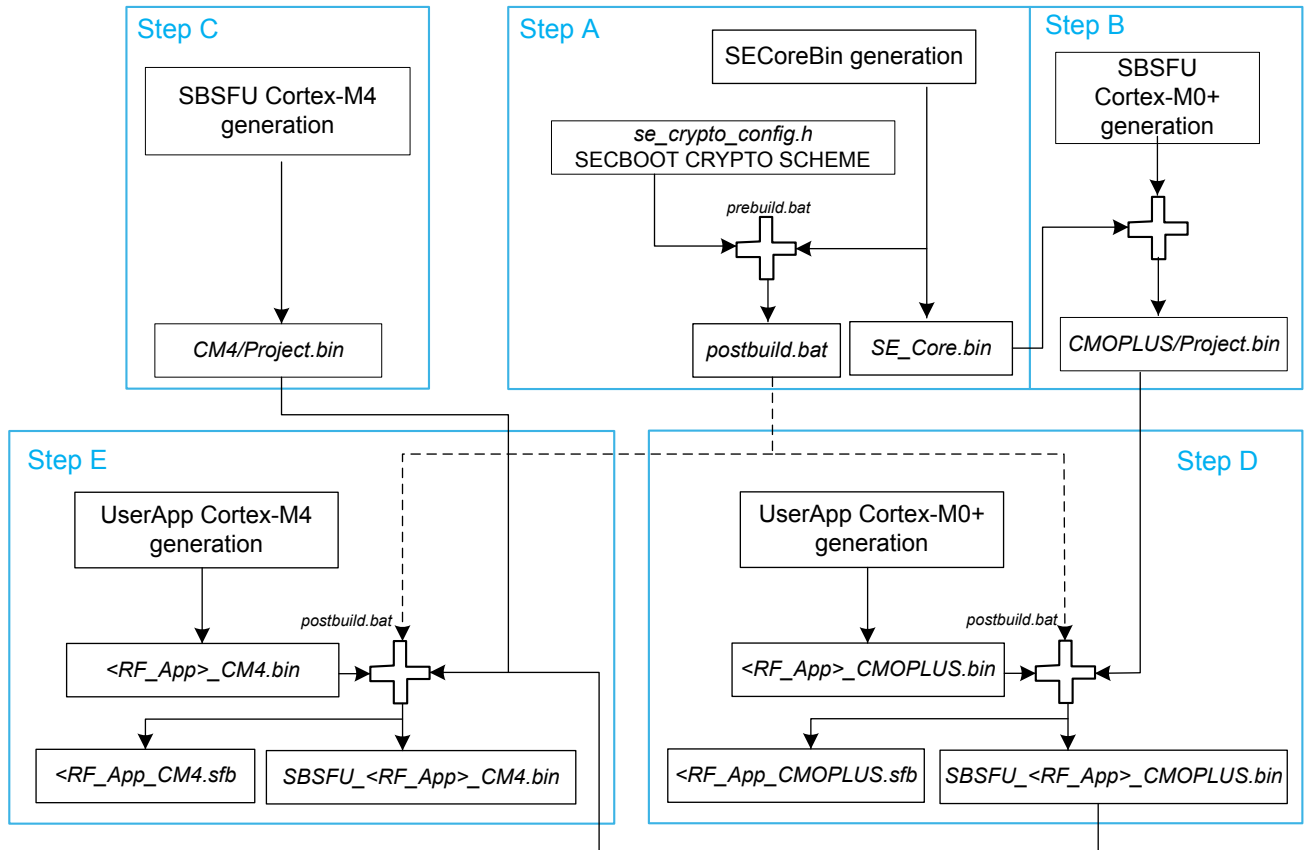 Step C
SBSFU Cortex-M4
generation
CM4/Project.bin
Step A
SECoreBin generation
se_crypto_config.h
SECBOOT CRYPTO SCHEME
prebuild.bat
postbuild.bat
SE_Core.bin
Step B
SBSFU
Cortex-M0+
generation
CMOPLUS/Project.bin
Step E
UserApp Cortex-M4
generation
postbuild.bat
<RF_App>_CM4.bin
<RF_App_CM4.sfb
SBSFU_<RF_App>_CM4.bin
Step D
UserApp Cortex-M0+
generation
postbuild.bat
<RF_App>_CMOPLUS.bin
<RF_App_CMOPLUS.sfb
SBSFU_<RF_App>_CMOPLUS.bin